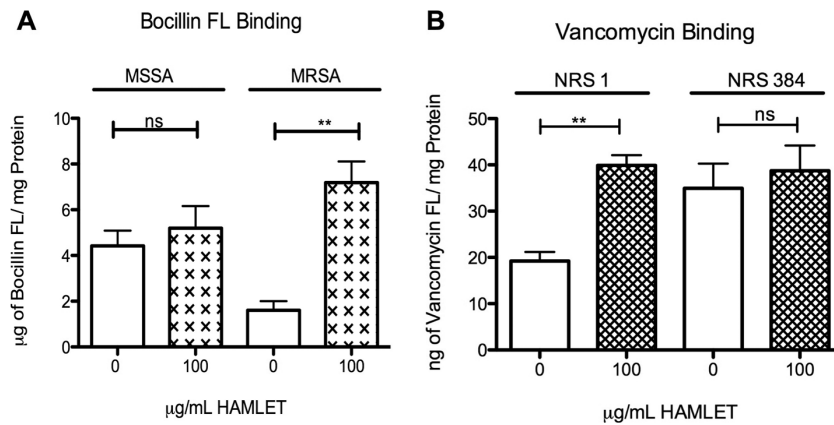 A
Bocillin FL Binding
MSSA
MRSA
μg of Bocillin FL/ mg Protein
10
8
6
4
2
0
ns
**
0
100
0
100
μg/mL HAMLET
B
Vancomycin Binding
NRS 1
NRS 384
ng of Vancomycin FL/ mg Protein
50
40
30
20
10
0
**
ns
0
100
0
100
μg/mL HAMLET